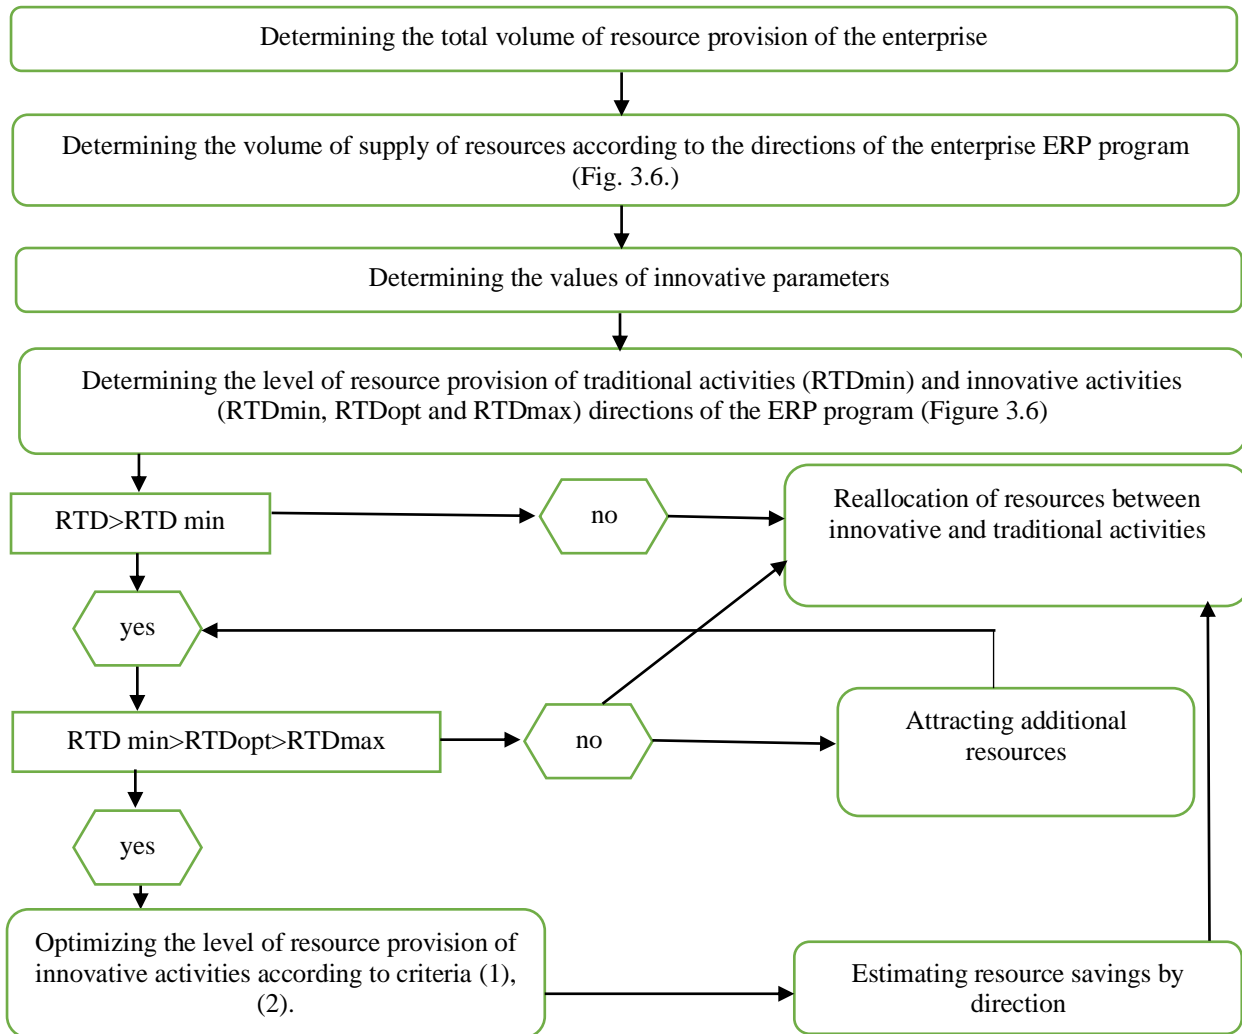 Determining the total volume of resource provision of the enterprise
Determining the volume of supply of resources according to the directions of the enterprise ERP program
(Fig. 3.6.)
Determining the values of innovative parameters
Determining the level of resource provision of traditional activities (RTDmin) and innovative activities
(RTDmin, RTDopt and RTDmax) directions of the ERP program (Figure 3.6)
RTD>RTD min
no
Reallocation of resources between
innovative and traditional activities
yes
RTD min>RTDopt>RTDmax
no
Attracting additional
resources
yes
Optimizing the level of resource provision of
innovative activities according to criteria (1),
(2).
Estimating resource savings by
direction